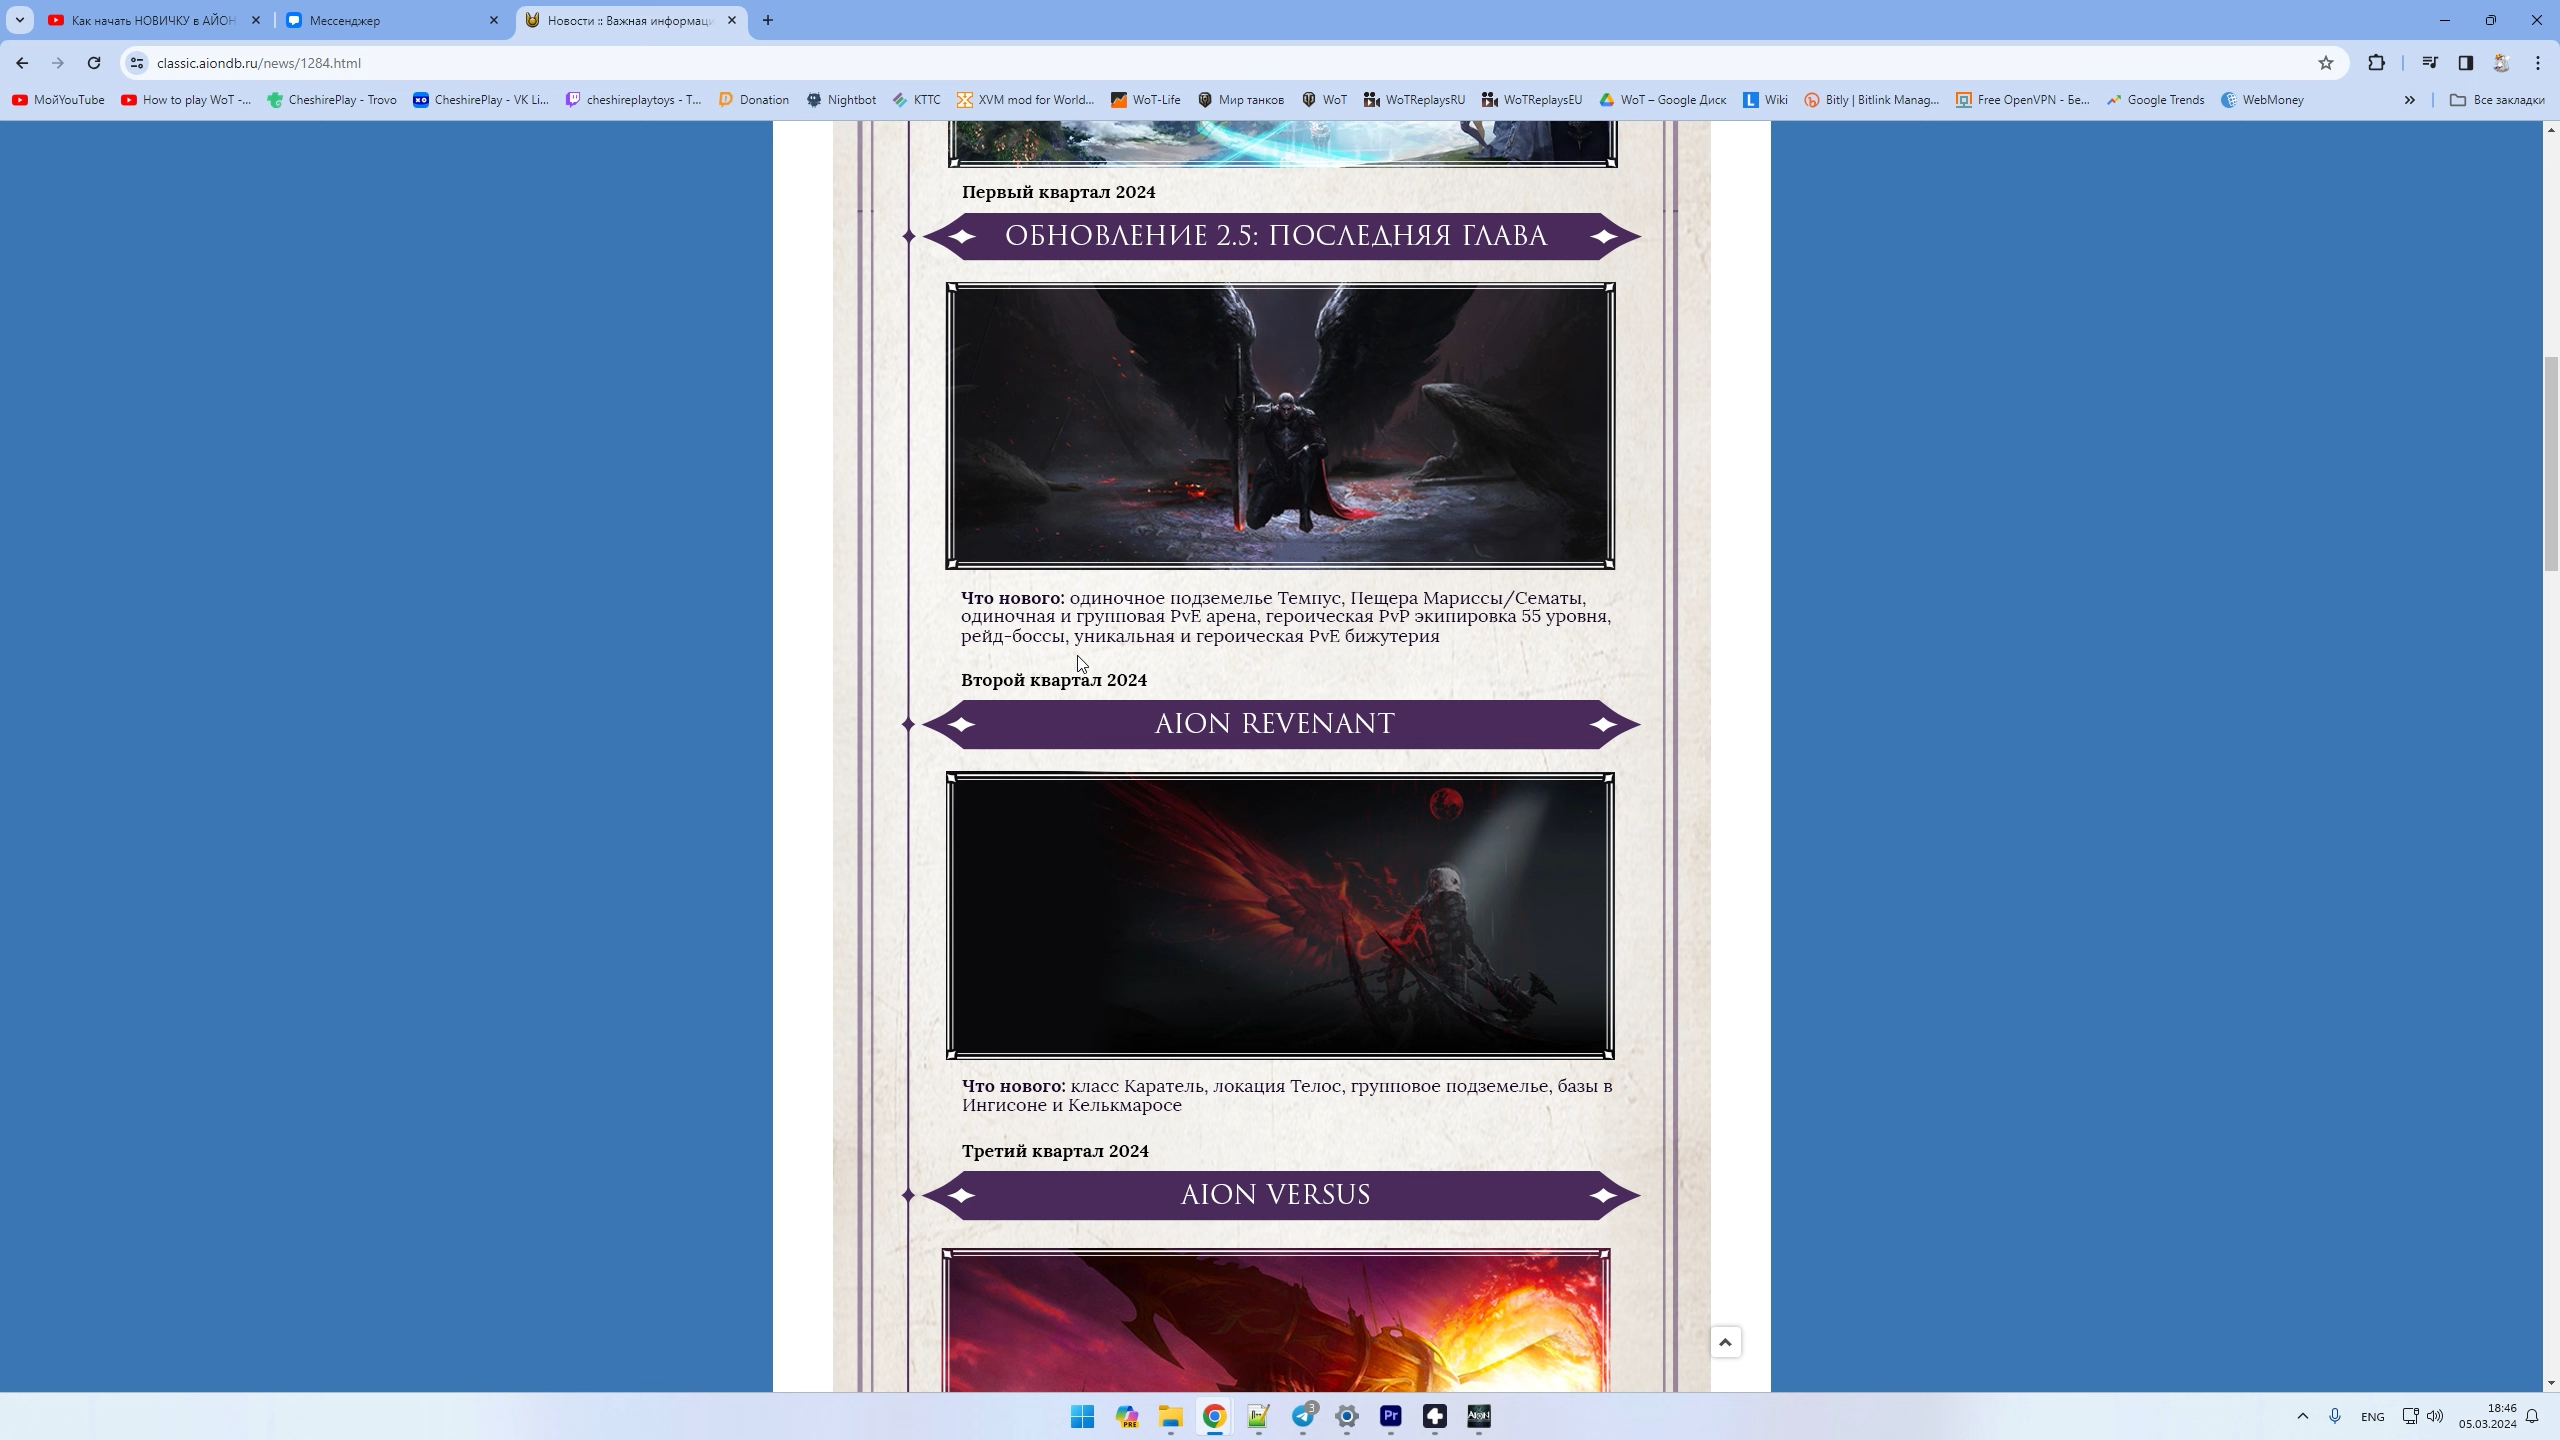 Как начать НОВИЧКУ в АЙОН
Мессенджер
Новости :: Важная информаци
classic.aiondb.ru/news/1284.html
МойYouTube
How to play WoT -...
CheshirePlay - Trovo
CheshirePlay - VK Li...
cheshireplaytoys - T...
Donation
Nightbot
KTTC
XVM mod for World...
WoT-Life
Мир танков
WoT
WoTReplaysRU
WoTReplaysEU
WoT – Google Диск
Wiki
Bitly | Bitlink Manag...
Free OpenVPN - Бе...
Google Trends
WebMoney
Все закладки
Первый квартал 2024
ОБНОВЛЕНИЕ 2.5: ПОСЛЕДНЯЯ ГЛАВА
Что нового: одиночное подземелье Темпус, Пещера Мариссы/Сематы,
одиночная и групповая PvE арена, героическая PvP экипировка 55 уровня,
рейд-боссы, уникальная и героическая PvE бижутерия
Второй квартал 2024
AION REVENANT
Что нового: класс Каратель, локация Телос, групповое подземелье, базы в
Ингисоне и Келькмаросе
Третий квартал 2024
AION VERSUS
PRE
3
Pr
AION
ENG
18:46
05.03.2024